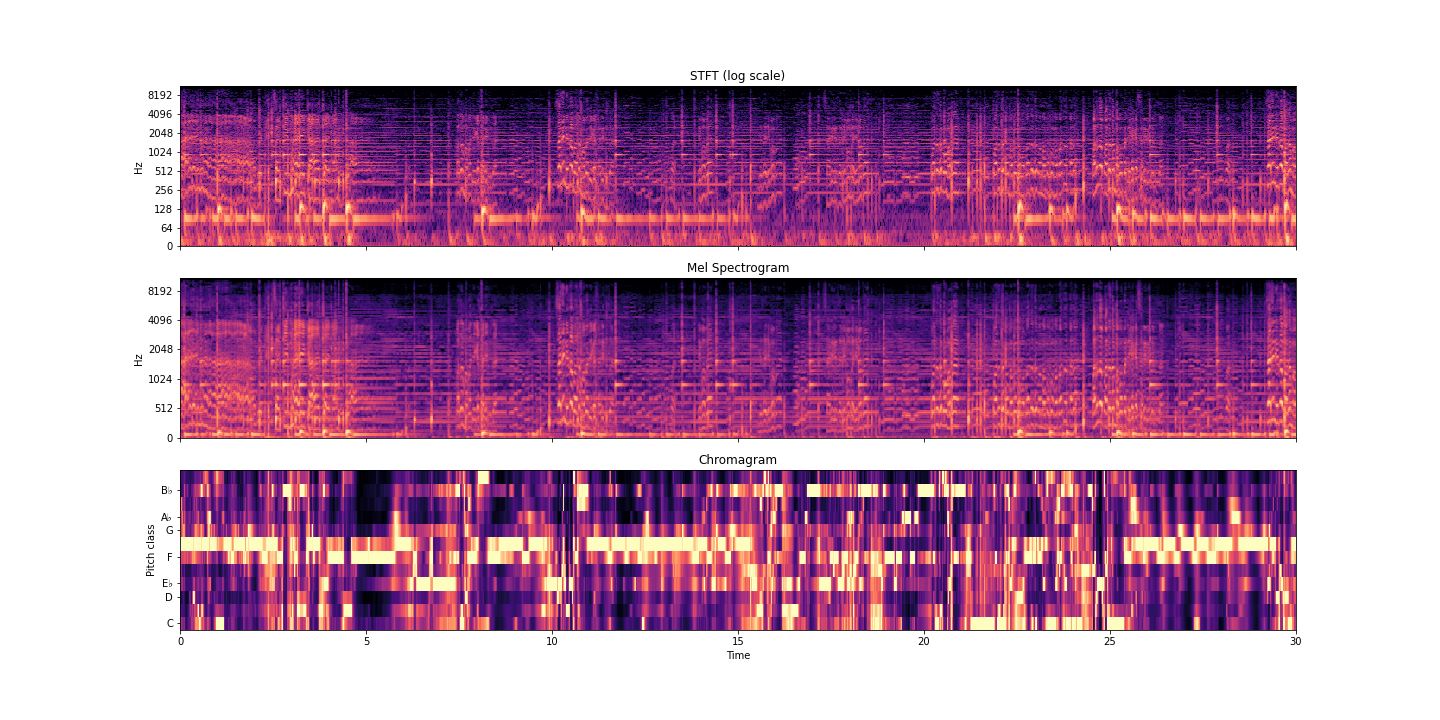 STFT (log scale)
8192
4096
2048
1024
512
256
128
64
0
Hz
Mel Spectrogram
8192
4096
2048
1024
512
0
Hz
Chromagram
B♭
A♭
G
F
E♭
D
C
Pitch class
0 5 10 15 20 25 30
Time